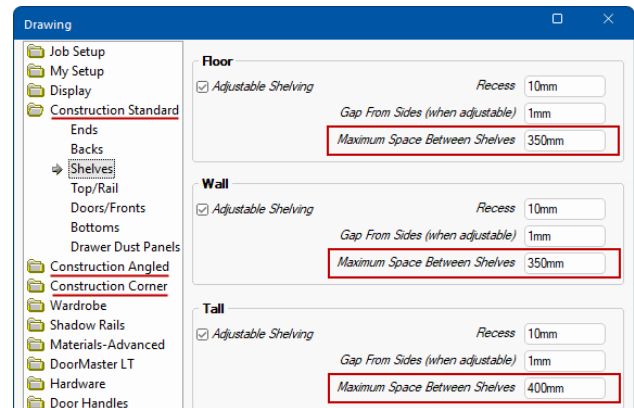 Drawing
Job Setup
My Setup
Display
Construction Standard
Ends
Backs
Shelves
Top/Rail
Doors/Fronts
Bottoms
Drawer Dust Panels
Construction Angled
Construction Corner
Wardrobe
Shadow Rails
Materials-Advanced
DoorMaster LT
Hardware
Door Handles
Floor
Adjustable Shelving Recess 10mm
Gap From Sides (when adjustable) 1mm
Maximum Space Between Shelves 350mm
Wall
Adjustable Shelving Recess 10mm
Gap From Sides (when adjustable) 1mm
Maximum Space Between Shelves 350mm
Tall
Adjustable Shelving Recess 10mm
Gap From Sides (when adjustable) 1mm
Maximum Space Between Shelves 400mm